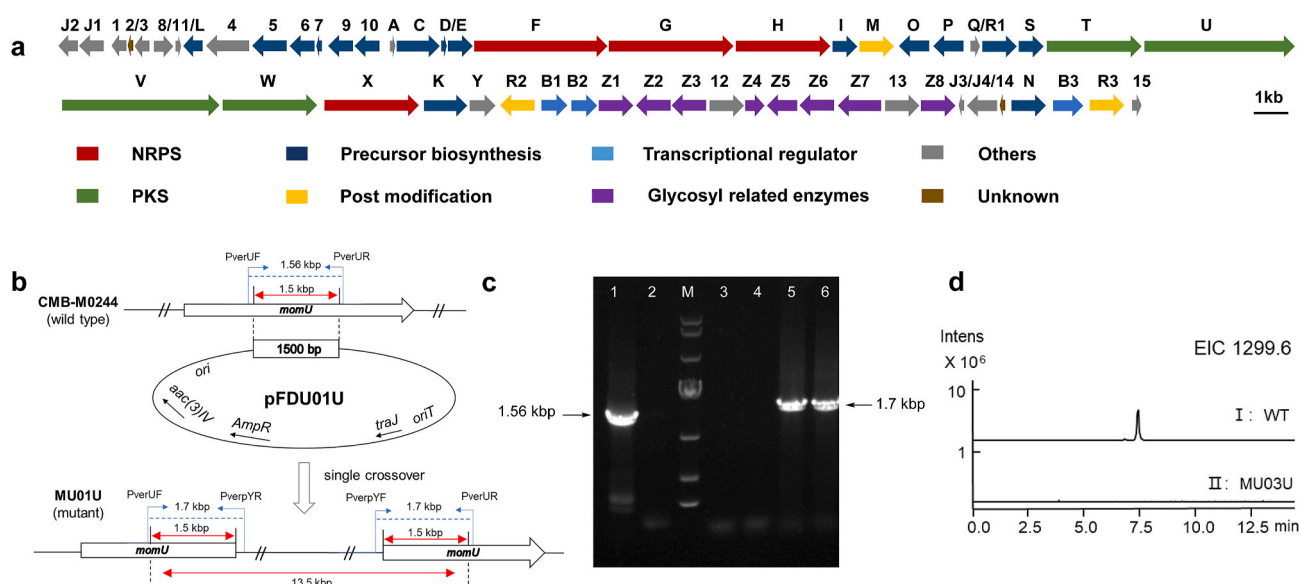 a
J2 J1 1 2/3 8/11/L 4 5 6 7 9 10 A C D/E F G H I M O P Q/R1 S T U
V W X K Y R2 B1 B2 Z1 Z2 Z3 12 Z4 Z5 Z6 Z7 13 Z8 J3/J4/14 N B3 R3 15
1kb
NRPS Precursor biosynthesis Transcriptional regulator Others
PKS Post modification Glycosyl related enzymes Unknown
b
PverUF 1.56 kbp PverUR
1.5 kbp
CMB-M0244
(wild type)
momU
1500 bp
ori
pFDU01U
aac(3)IV
AmpR
traJ
oriT
single crossover
MU01U
(mutant)
PverUF PverpYR PverpYF PverUR
1.7 kbp 1.7 kbp
1.5 kbp 1.5 kbp
momU momU
13.5 kbp
c
1 2 M 3 4 5 6
1.56 kbp
1.7 kbp
d
Intens
X 10⁶
EIC 1299.6
10
I : WT
1
II : MU03U
0.0 2.5 5.0 7.5 10.0 12.5 min